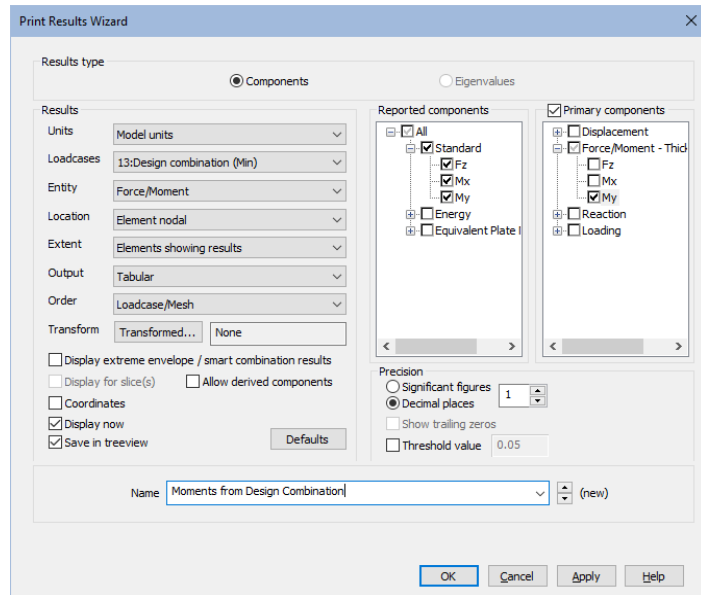 Print Results Wizard
Results type
Components
Eigenvalues
Results
Units
Model units
Loadcases
13:Design combination (Min)
Entity
Force/Moment
Location
Element nodal
Extent
Elements showing results
Output
Tabular
Order
Loadcase/Mesh
Transform
Transformed...
None
Display extreme envelope / smart combination results
Display for slice(s)
Allow derived components
Coordinates
Display now
Save in treeview
Defaults
Reported components
All
Standard
Fz
Mx
My
Energy
Equivalent Plate
Primary components
Displacement
Force/Moment - Thick
Fz
Mx
My
Reaction
Loading
Precision
Significant figures
Decimal places
1
Show trailing zeros
Threshold value
0.05
Name
Moments from Design Combination
(new)
OK
Cancel
Apply
Help